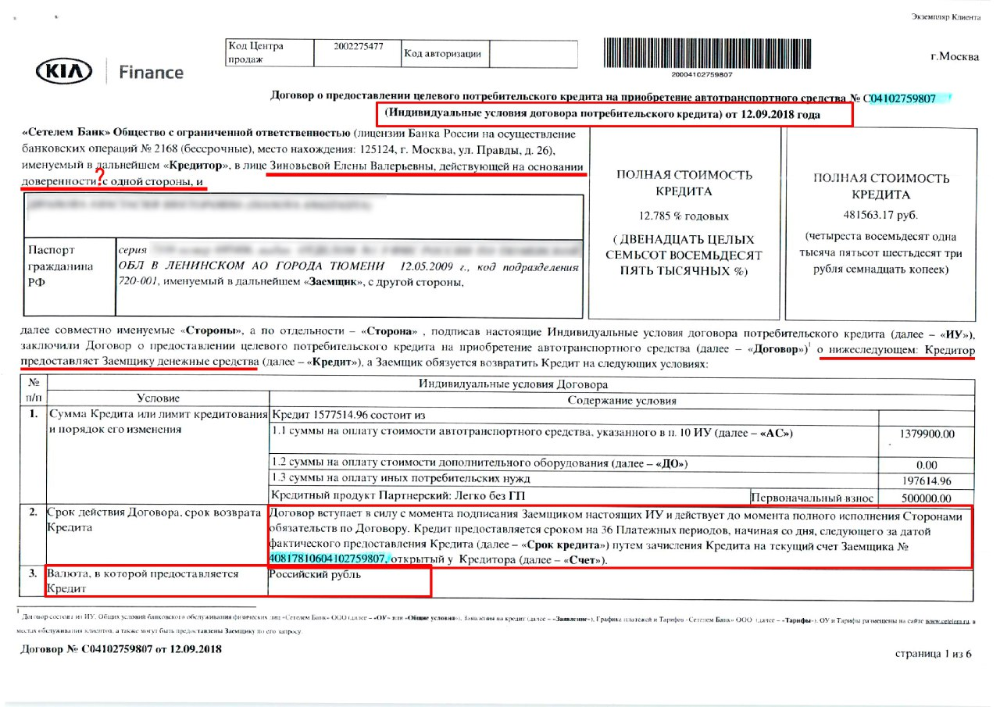 Экземпляр Клиента
Код Центра продаж
2002275477
Код авторизации
20004102759807
г.Москва
KIA Finance
Договор о предоставлении целевого потребительского кредита на приобретение автотранспортного средства № С04102759807
(Индивидуальные условия договора потребительского кредита) от 12.09.2018 года
«Сетелем Банк» Общество с ограниченной ответственностью (лицензии Банка России на осуществление
банковских операций № 2168 (бессрочные), место нахождения: 125124, г. Москва, ул. Правды, д. 26),
именуемый в дальнейшем «Кредитор», в лице Зиновьевой Елены Валерьевны, действующей на основании
доверенности ? с одной стороны, и
Паспорт
гражданина
РФ
серия
ОБЛ В ЛЕНИНСКОМ АО ГОРОДА ТЮМЕНИ 12.05.2009 г., код подразделения
720-001, именуемым в дальнейшем «Заемщик», с другой стороны,
ПОЛНАЯ СТОИМОСТЬ
КРЕДИТА
12.785 % годовых
( ДВЕНАДЦАТЬ ЦЕЛЫХ
СЕМЬСОТ ВОСЕМЬДЕСЯТ
ПЯТЬ ТЫСЯЧНЫХ %)
ПОЛНАЯ СТОИМОСТЬ
КРЕДИТА
481563.17 руб.
(четыреста восемьдесят одна
тысяча пятьсот шестьдесят три
рубля семнадцать копеек)
далее совместно именуемые «Стороны», а по отдельности – «Сторона» , подписав настоящие Индивидуальные условия договора потребительского кредита (далее – «ИУ»),
заключили Договор о предоставлении целевого потребительского кредита на приобретение автотранспортного средства (далее – «Договор»)¹ о нижеследующем: Кредитор
предоставляет Заемщику денежные средства (далее – «Кредит»), а Заемщик обязуется возвратить Кредит на следующих условиях:
№
п/п
Индивидуальные условия Договора
Условие
Содержание условия
1.
Сумма Кредита или лимит кредитования
и порядок его изменения
Кредит 1577514.96 состоит из
1.1 суммы на оплату стоимости автотранспортного средства, указанного в п. 10 ИУ (далее – «АС»)
1379900.00
1.2 суммы на оплату стоимости дополнительного оборудования (далее – «ДО»)
0.00
1.3 суммы на оплату иных потребительских нужд
197614.96
Кредитный продукт Партнерский: Легко без ГП
Первоначальный взнос
500000.00
2.
Срок действия Договора, срок возврата
Кредита
Договор вступает в силу с момента подписания Заемщиком настоящих ИУ и действует до момента полного исполнения Сторонами
обязательств по Договору. Кредит предоставляется сроком на 36 Платежных периодов, начиная со дня, следующего за датой
фактического предоставления Кредита (далее – «Срок кредита») путем зачисления Кредита на текущий счет Заемщика №
40817810604102759807, открытый у Кредитора (далее – «Счет»).
3.
Валюта, в которой предоставляется
Кредит
Российский рубль
1 Договор состоит из ИУ, Общих условий банковского обслуживания физических лиц «Сетелем Банк» ООО (далее – «ОУ» или «Общие условия»), Заявления на кредит (далее – «Заявление»), Графика платежей и Тарифов «Сетелем Банк» ООО (далее – «Тарифы»). ОУ и Тарифы размещены на сайте www.cetelem.ru, в
местах обслуживания клиентов, а также могут быть предоставлены Заемщику по его запросу.
Договор № С04102759807 от 12.09.2018
страница 1 из 6